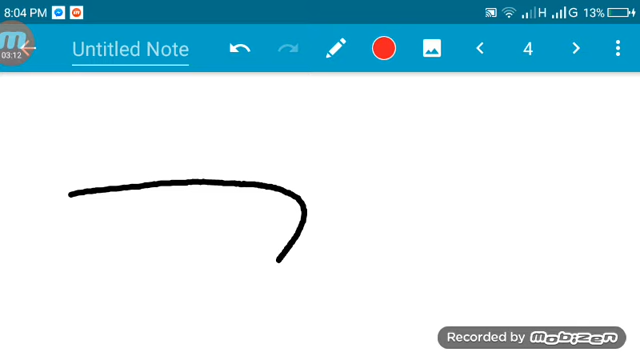 8:04 PM H G 13%
03:12
Untitled Note 4
Recorded by mobizen